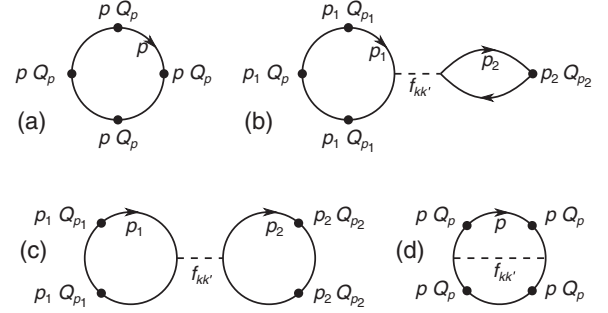 p Q_p
p
p Q_p
p Q_p
p Q_p
(a)
p_1 Q_{p_1}
p_1
p_1 Q_p
p_1 Q_{p_1}
f_{kk'}
p_2
p_2 Q_{p_2}
(b)
p_1 Q_{p_1}
p_1
p_1 Q_{p_1}
f_{kk'}
p_2
p_2 Q_{p_2}
p_2 Q_{p_2}
(c)
p Q_p
p
p Q_p
f_{kk'}
p Q_p
p Q_p
(d)